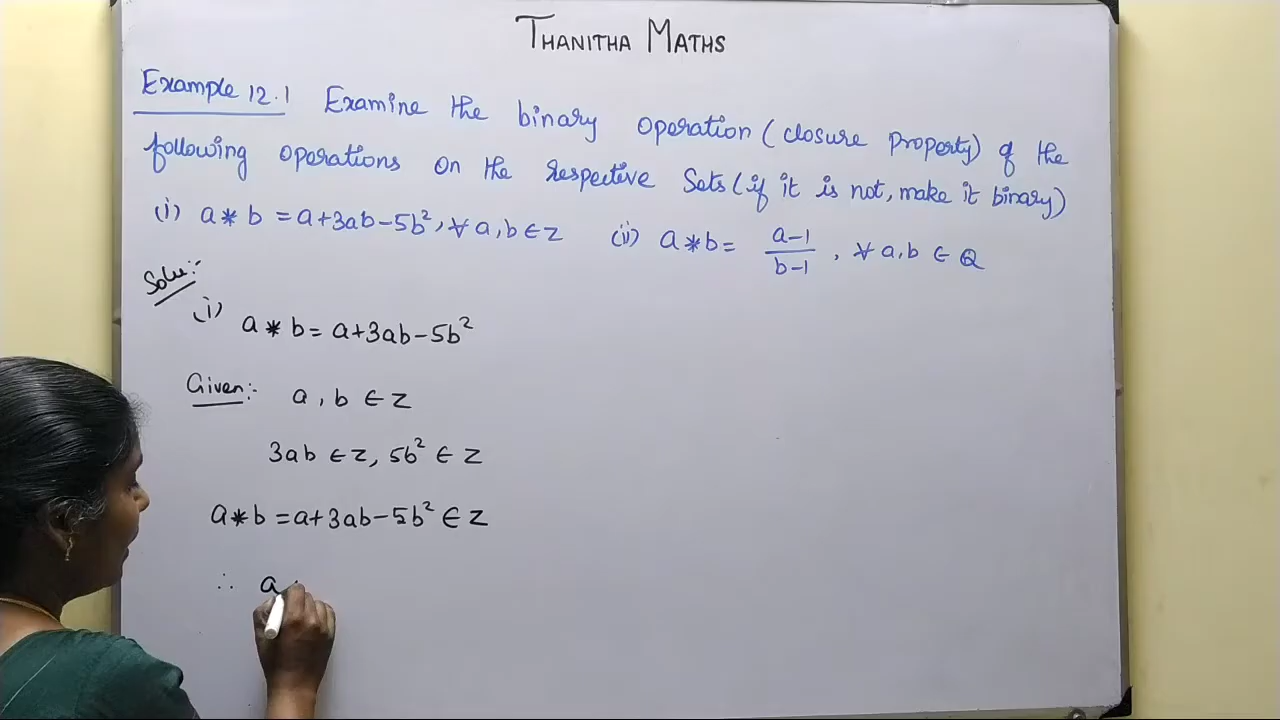 THANITHA MATHS
Example 12.1 Examine the binary operation (closure property) of the
following operations on the respective sets (if it is not, make it binary)
(i) a * b = a+3ab-5b², ∀ a, b ∈ Z (ii) a * b = (a-1)/(b-1), ∀ a, b ∈ Q
Solu:-
(i) a * b = a+3ab-5b²
Given:- a, b ∈ Z
3ab ∈ Z, 5b² ∈ Z
a * b = a+3ab-5b² ∈ Z
∴ a